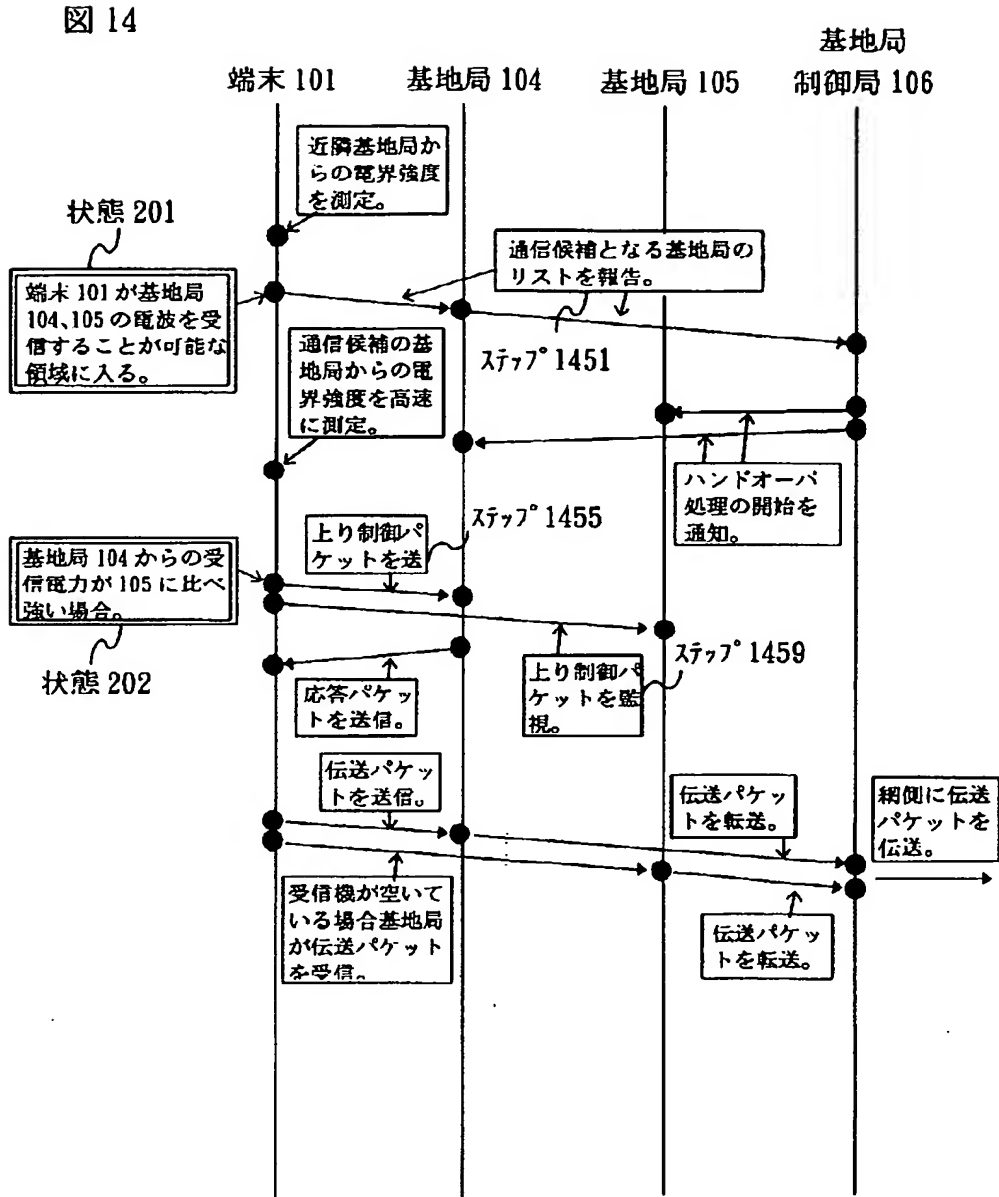 図 14
端末 101
基地局 104
基地局 105
基地局
制御局 106
近隣基地局か
らの電界強度
を測定。
状態 201
端末 101 が基地局
104、105 の電波を受
信することが可能な
領域に入る。
通信候補となる基地局の
リストを報告。
ステップ 1451
通信候補の基
地局からの電
界強度を高速
に測定。
ハンドオーバ
処理の開始を
通知。
上り制御パ
ケットを送
ステップ 1455
基地局 104 からの受
信電力が 105 に比べ
強い場合。
状態 202
応答パケッ
トを送信。
上り制御パ
ケットを監
視。
ステップ 1459
伝送パケッ
トを送信。
伝送パケッ
トを転送。
網側に伝送
パケットを
伝送。
受信機が空いて
いる場合基地局
が伝送パケット
を受信。
伝送パケッ
トを転送。